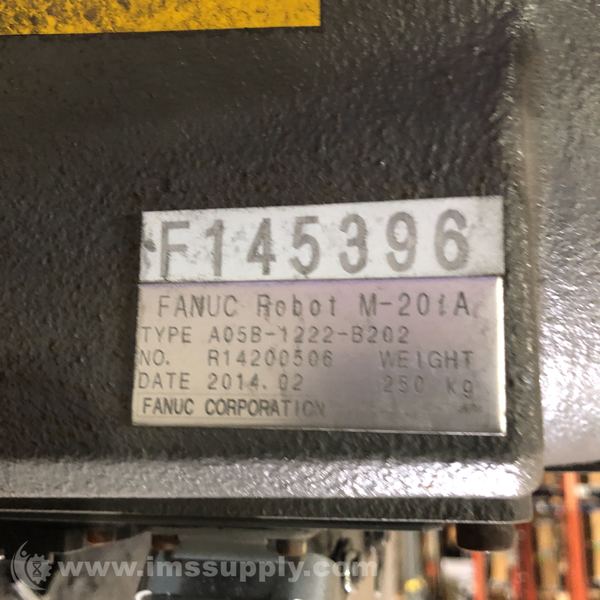 F145396
FANUC Robot M-20iA
TYPE A05B-1222-B202
NO. R14200506 WEIGHT
DATE 2014.02 250 kg
FANUC CORPORATION
www.imssupply.com